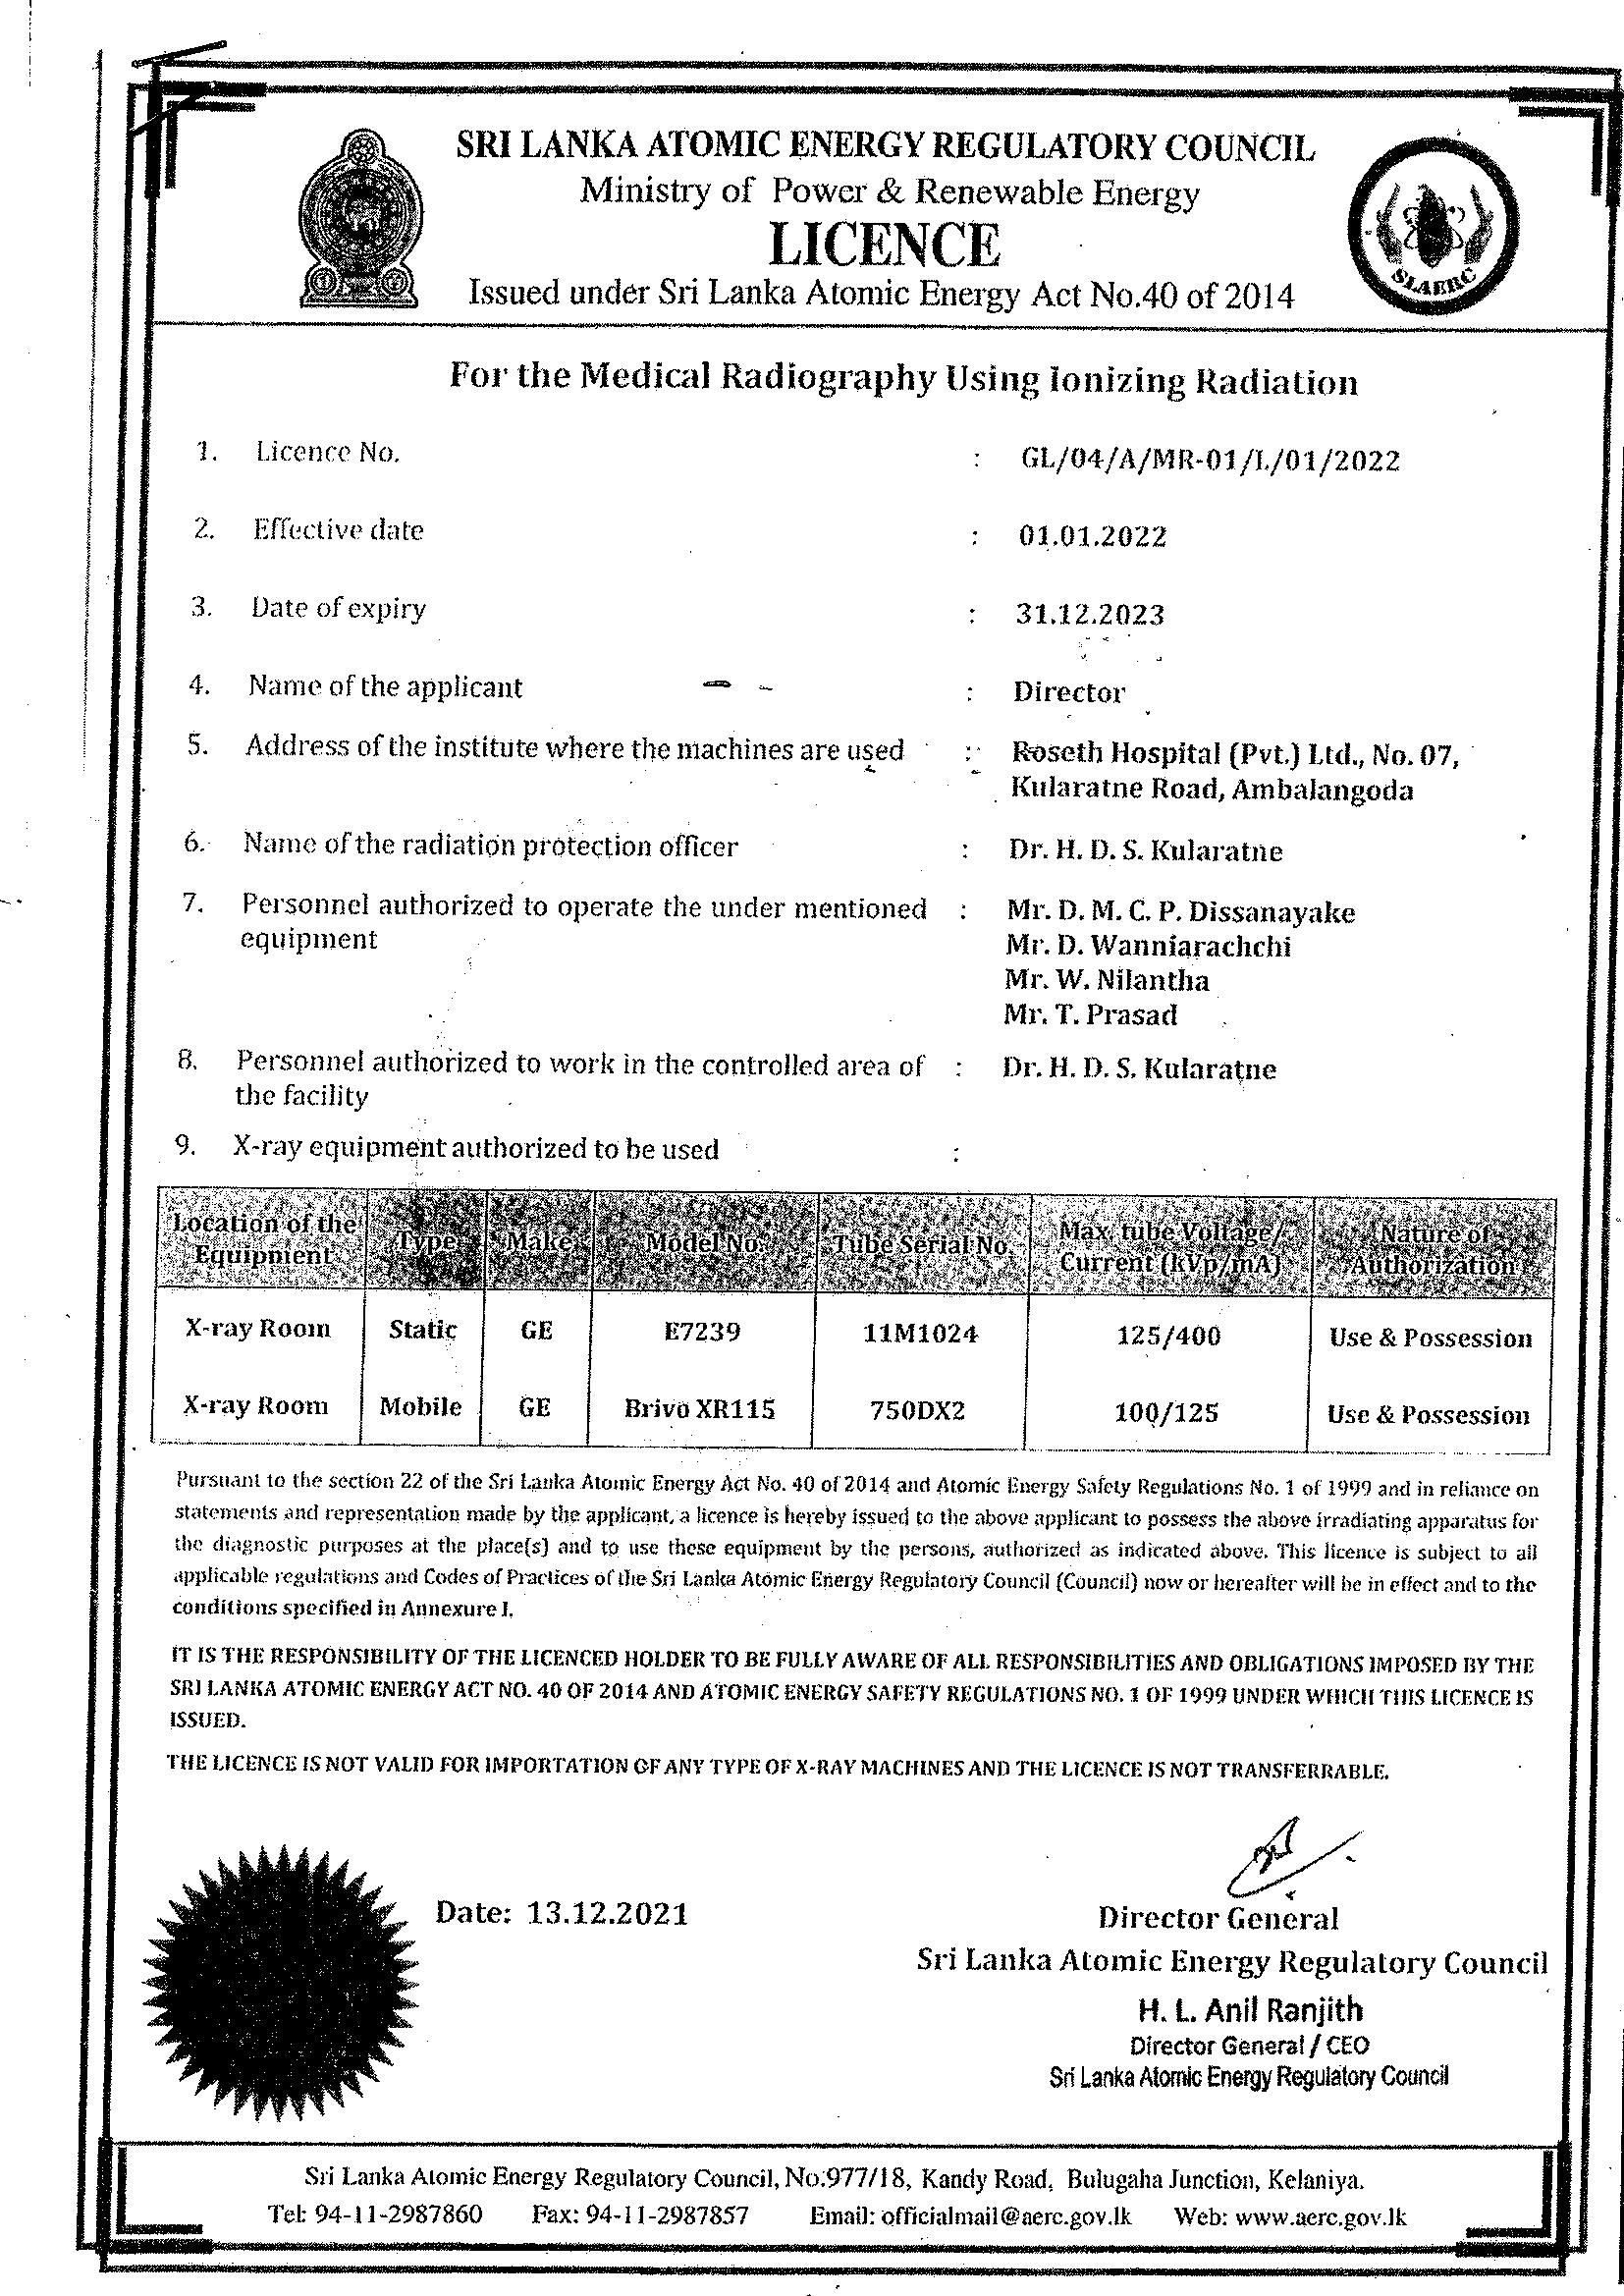 SRI LANKA ATOMIC ENERGY REGULATORY COUNCIL
Ministry of Power & Renewable Energy
LICENCE
Issued under Sri Lanka Atomic Energy Act No.40 of 2014
SLAERC
For the Medical Radiography Using Ionizing Radiation
1. Licence No. : GL/04/A/MR-01/L/01/2022
2. Effective date : 01.01.2022
3. Date of expiry : 31.12.2023
4. Name of the applicant : Director
5. Address of the institute where the machines are used : Roseth Hospital (Pvt.) Ltd., No. 07,
Kularatne Road, Ambalangoda
6. Name of the radiation protection officer : Dr. H. D. S. Kularatne
7. Personnel authorized to operate the under mentioned : Mr. D. M. C. P. Dissanayake
equipment Mr. D. Wanniarachchi
Mr. W. Nilantha
Mr. T. Prasad
8. Personnel authorized to work in the controlled area of : Dr. H. D. S. Kularatne
the facility
9. X-ray equipment authorized to be used :
Location of the Equipment Type Make Model No. Tube Serial No. Max. tube Voltage/ Current (kVp/mA) Nature of Authorization
X-ray Room Static GE E7239 11M1024 125/400 Use & Possession
X-ray Room Mobile GE Brivo XR115 750DX2 100/125 Use & Possession
Pursuant to the section 22 of the Sri Lanka Atomic Energy Act No. 40 of 2014 and Atomic Energy Safety Regulations No. 1 of 1999 and in reliance on
statements and representation made by the applicant, a licence is hereby issued to the above applicant to possess the above irradiating apparatus for
the diagnostic purposes at the place(s) and to use these equipment by the persons, authorized as indicated above. This licence is subject to all
applicable regulations and Codes of Practices of the Sri Lanka Atomic Energy Regulatory Council (Council) now or hereafter will be in effect and to the
conditions specified in Annexure I.
IT IS THE RESPONSIBILITY OF THE LICENCED HOLDER TO BE FULLY AWARE OF ALL RESPONSIBILITIES AND OBLIGATIONS IMPOSED BY THE
SRI LANKA ATOMIC ENERGY ACT NO. 40 OF 2014 AND ATOMIC ENERGY SAFETY REGULATIONS NO. 1 OF 1999 UNDER WHICH THIS LICENCE IS
ISSUED.
THE LICENCE IS NOT VALID FOR IMPORTATION OF ANY TYPE OF X-RAY MACHINES AND THE LICENCE IS NOT TRANSFERRABLE.
Date: 13.12.2021
Director General
Sri Lanka Atomic Energy Regulatory Council
H. L. Anil Ranjith
Director General / CEO
Sri Lanka Atomic Energy Regulatory Council
Sri Lanka Atomic Energy Regulatory Council, No:977/18, Kandy Road, Bulugaha Junction, Kelaniya.
Tel: 94-11-2987860 Fax: 94-11-2987857 Email: officialmail@aerc.gov.lk Web: www.aerc.gov.lk